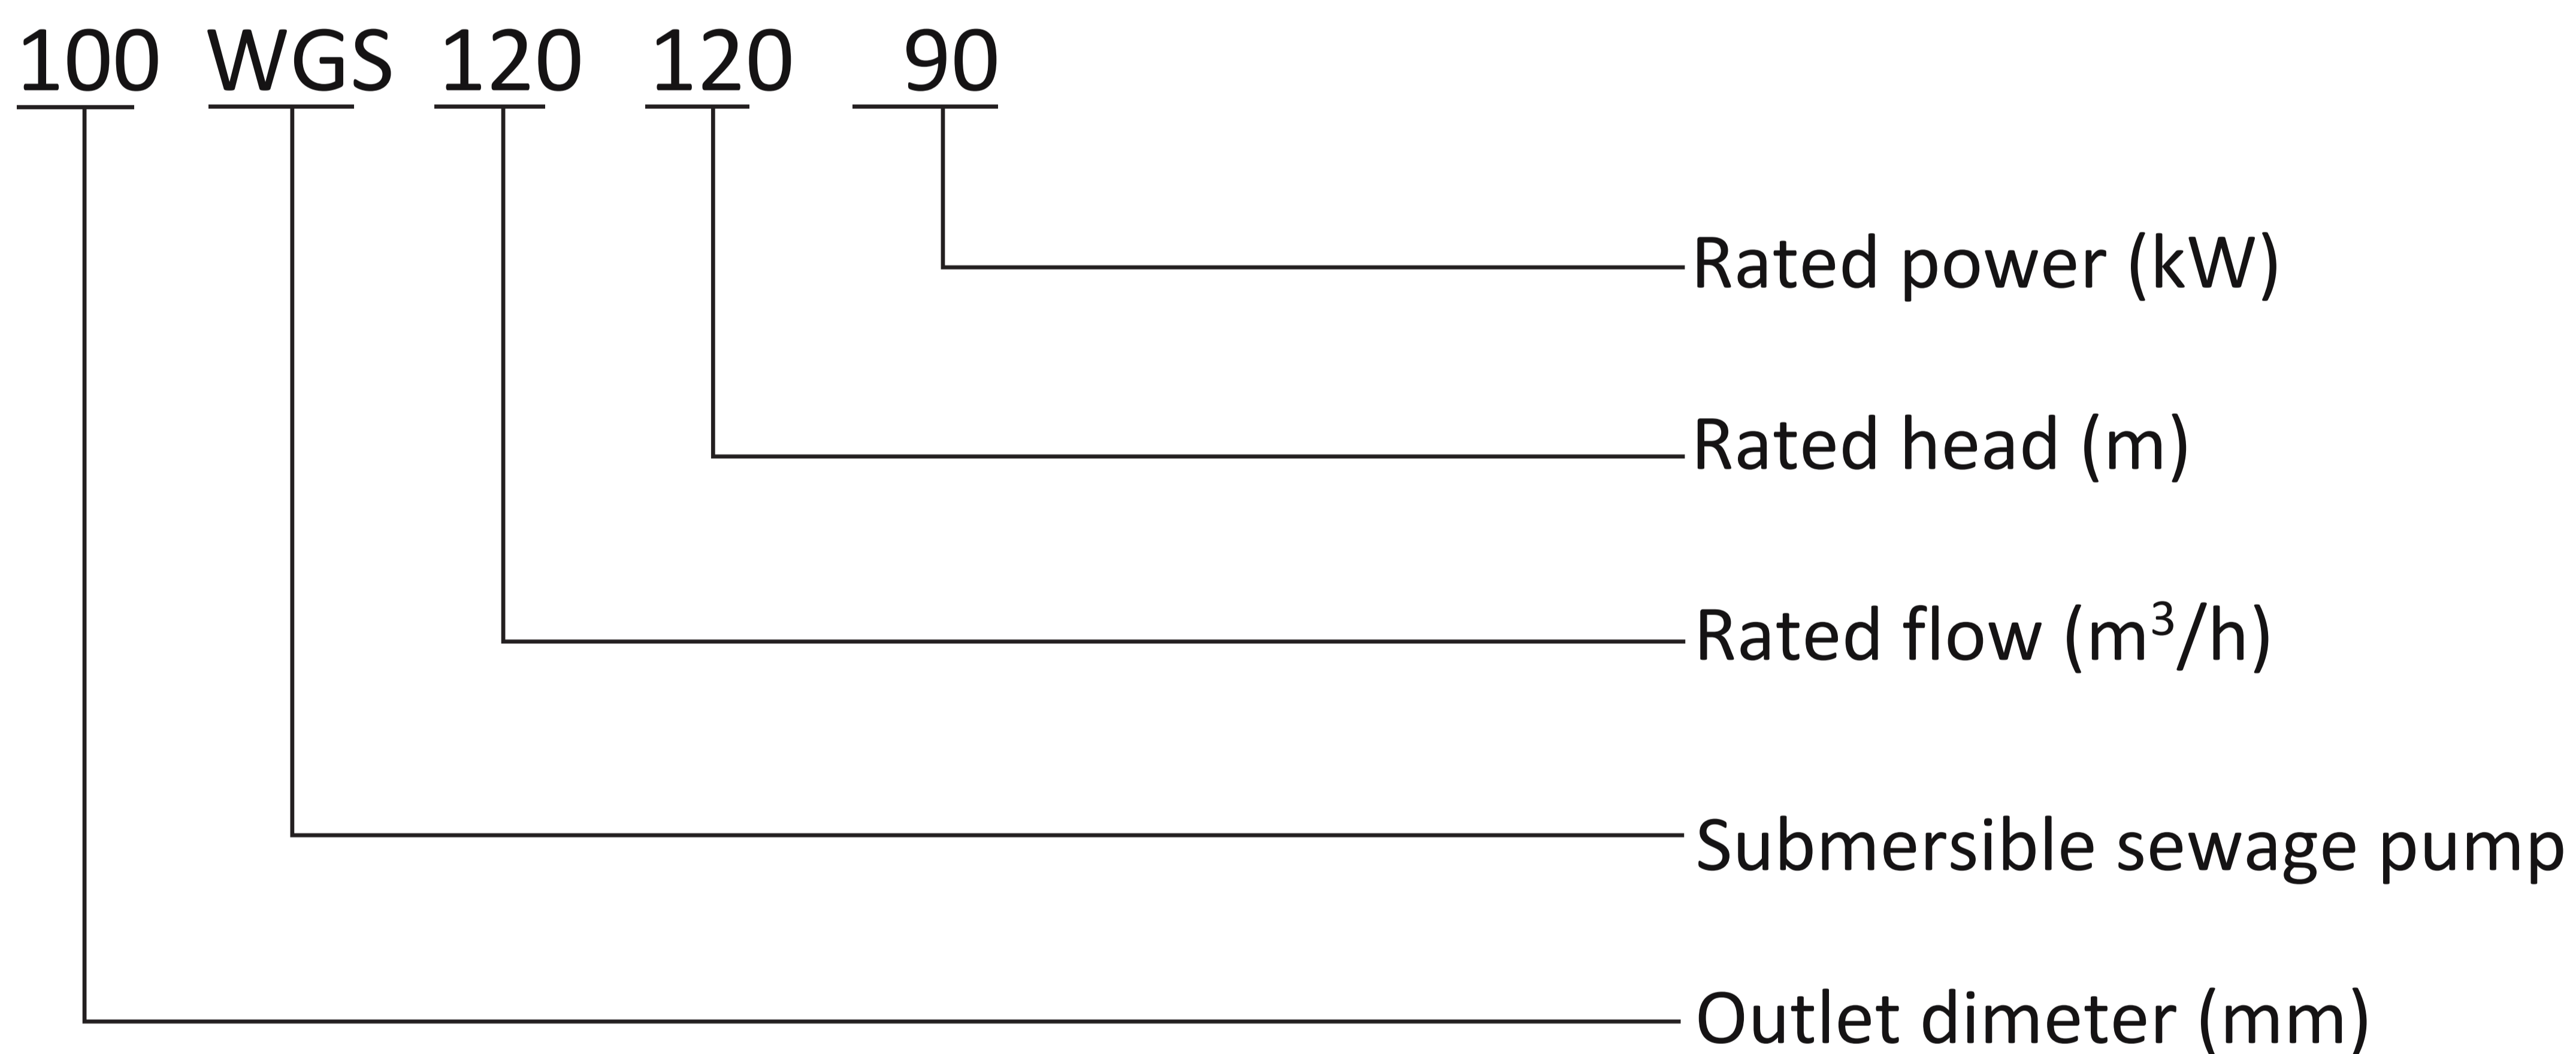 100 WGS 120 120 90
Rated power (kW)
Rated head (m)
Rated flow (m³/h)
Submersible sewage pump
Outlet dimeter (mm)